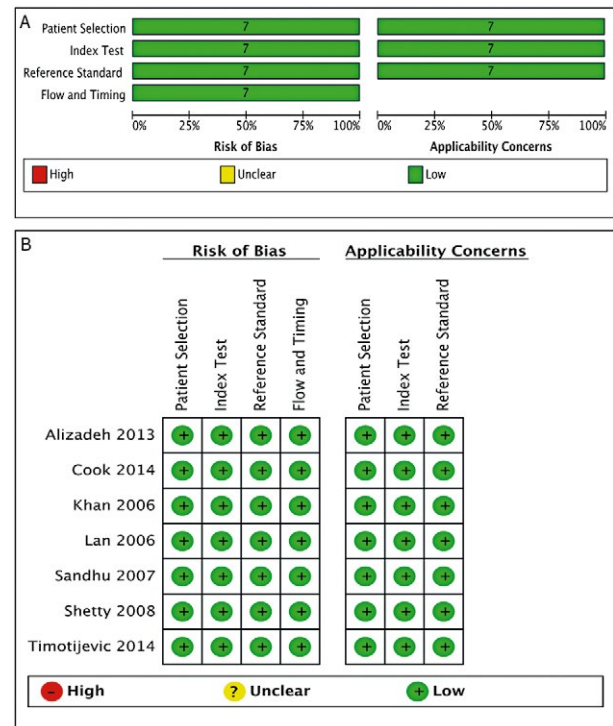 A
Patient Selection 7 7
Index Test 7 7
Reference Standard 7 7
Flow and Timing 7
0% 25% 50% 75% 100% 0% 25% 50% 75% 100%
Risk of Bias Applicability Concerns
High Unclear Low
B
Risk of Bias Applicability Concerns
Patient Selection
Index Test
Reference Standard
Flow and Timing
Patient Selection
Index Test
Reference Standard
Alizadeh 2013 + + + + + + +
Cook 2014 + + + + + + +
Khan 2006 + + + + + + +
Lan 2006 + + + + + + +
Sandhu 2007 + + + + + + +
Shetty 2008 + + + + + + +
Timotijevic 2014 + + + + + + +
– High ? Unclear + Low